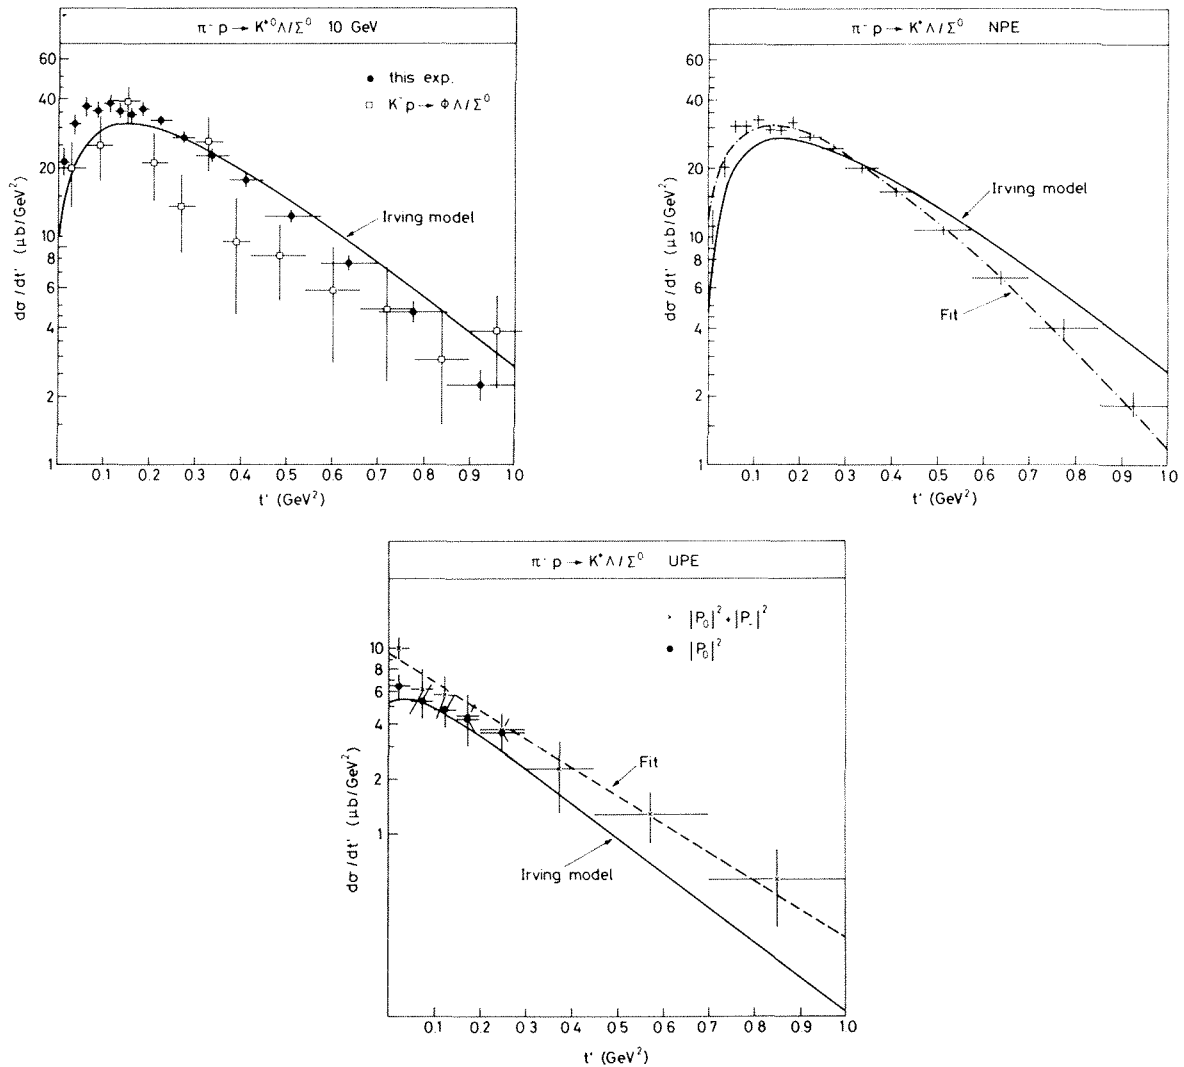 π⁻ p → K*⁰Λ/Σ⁰ 10 GeV
this exp.
K⁻p → ΦΛ/Σ⁰
Irving model
dσ/dt' (μb/GeV²)
60
40
20
10
8
6
4
2
1
0.1 0.2 0.3 0.4 0.5 0.6 0.7 0.8 0.9 1.0
t' (GeV²)
π⁻ p → K*Λ/Σ⁰ NPE
Irving model
Fit
dσ/dt' (μb/GeV²)
60
40
20
10
8
6
4
2
1
0.1 0.2 0.3 0.4 0.5 0.6 0.7 0.8 0.9 1.0
t' (GeV²)
π⁻ p → K*Λ/Σ⁰ UPE
|P₀|² + |P₋|²
|P₀|²
Fit
Irving model
dσ/dt' (μb/GeV²)
10
8
6
4
2
1
0.1 0.2 0.3 0.4 0.5 0.6 0.7 0.8 0.9 1.0
t' (GeV²)